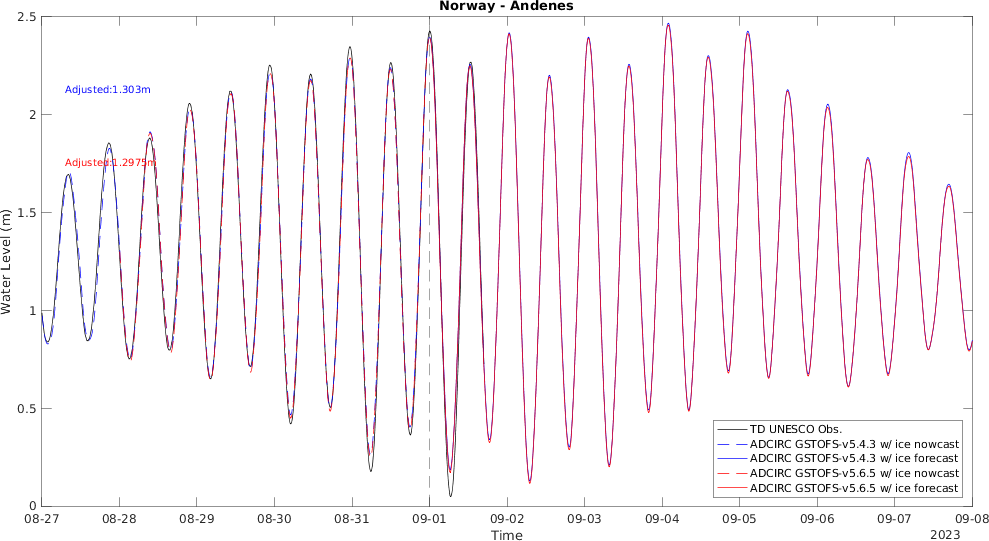 Norway - Andenes
2.5
Adjusted:1.303m
2
Adjusted:1.2975m
1.5
Water Level (m)
1
0.5
0
TD UNESCO Obs.
ADCIRC GSTOFS-v5.4.3 w/ ice nowcast
ADCIRC GSTOFS-v5.4.3 w/ ice forecast
ADCIRC GSTOFS-v5.6.5 w/ ice nowcast
ADCIRC GSTOFS-v5.6.5 w/ ice forecast
08-27 08-28 08-29 08-30 08-31 09-01 09-02 09-03 09-04 09-05 09-06 09-07 09-08
Time
2023